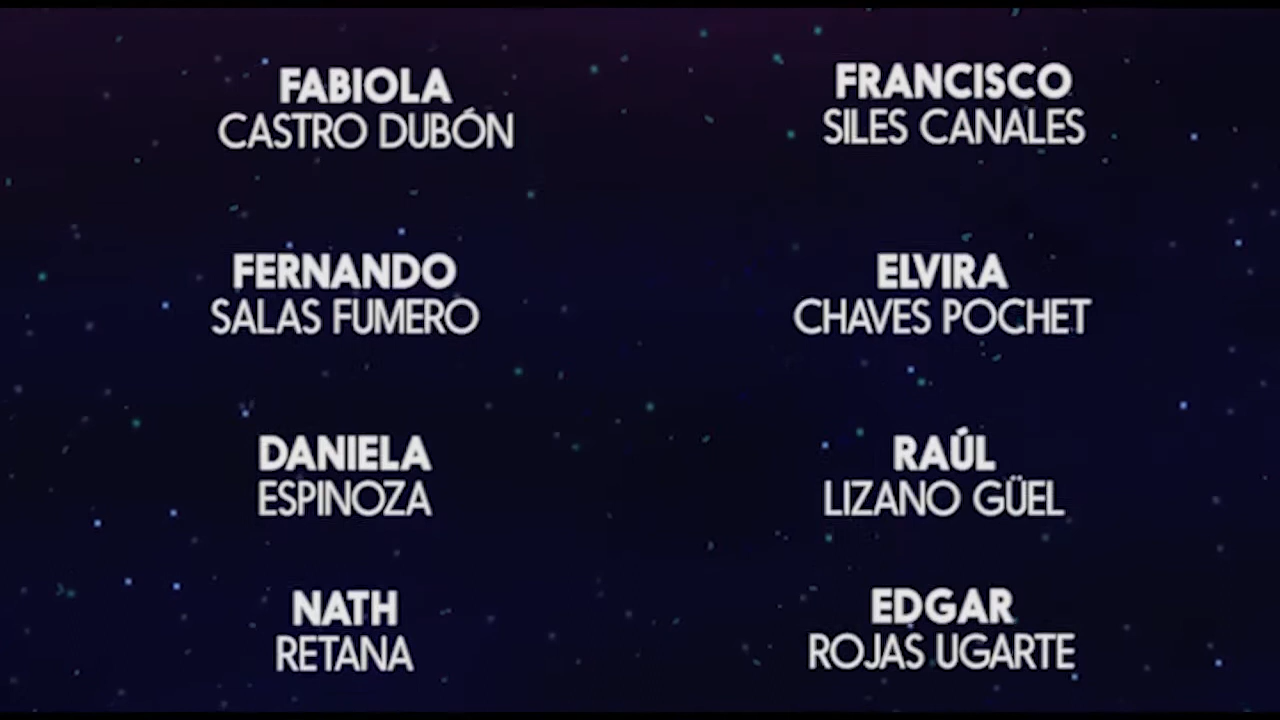 FABIOLA
CASTRO DUBÓN
FRANCISCO
SILES CANALES
FERNANDO
SALAS FUMERO
ELVIRA
CHAVES POCHET
DANIELA
ESPINOZA
RAÚL
LIZANO GÜEL
NATH
RETANA
EDGAR
ROJAS UGARTE